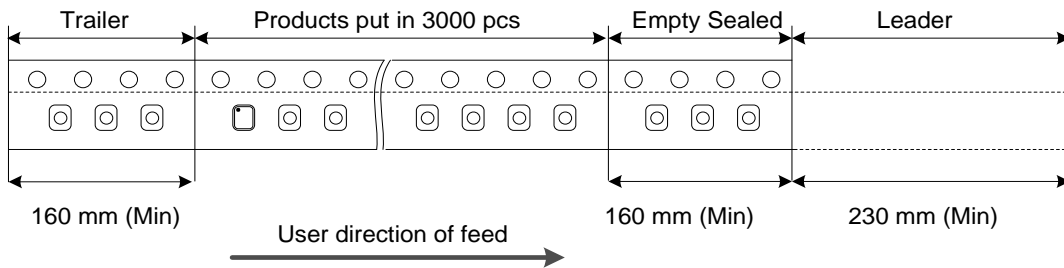 Trailer
Products put in 3000 pcs
Empty Sealed
Leader
160 mm (Min)
160 mm (Min)
230 mm (Min)
User direction of feed